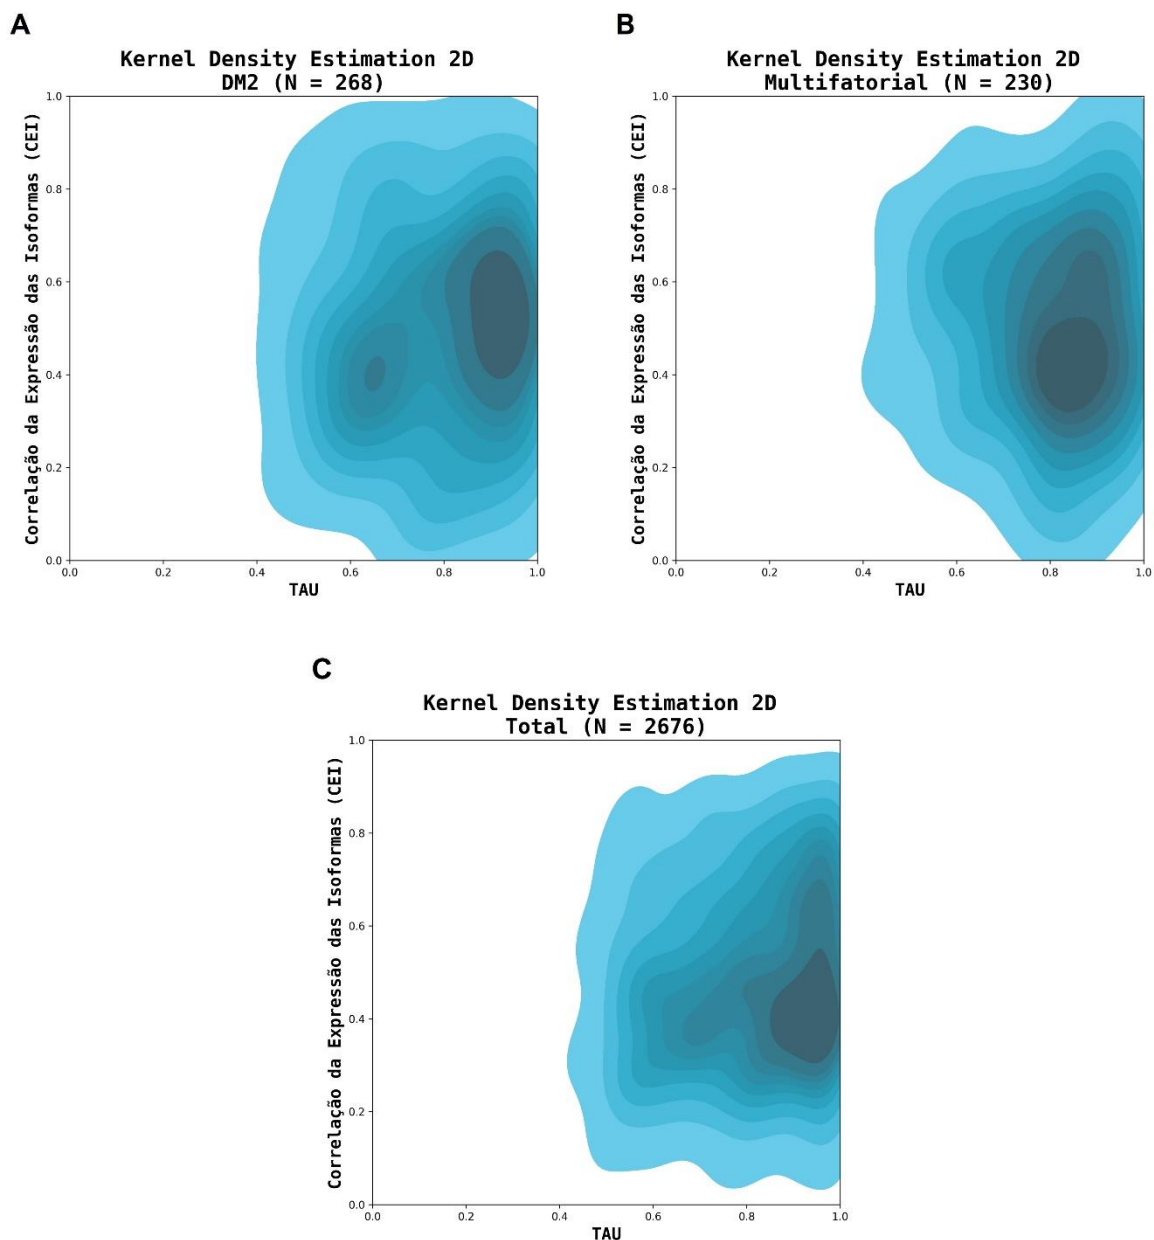 A
Kernel Density Estimation 2D
DM2 (N = 268)
Correlação da Expressão das Isoformas (CEI)
1.0
0.8
0.6
0.4
0.2
0.0
0.0 0.2 0.4 0.6 0.8 1.0
TAU
B
Kernel Density Estimation 2D
Multifatorial (N = 230)
Correlação da Expressão das Isoformas (CEI)
1.0
0.8
0.6
0.4
0.2
0.0
0.0 0.2 0.4 0.6 0.8 1.0
TAU
C
Kernel Density Estimation 2D
Total (N = 2676)
Correlação da Expressão das Isoformas (CEI)
1.0
0.8
0.6
0.4
0.2
0.0
0.0 0.2 0.4 0.6 0.8 1.0
TAU